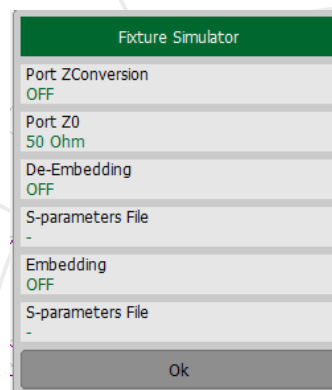 Fixture Simulator
Port ZConversion
OFF
Port Z0
50 Ohm
De-Embedding
OFF
S-parameters File
-
Embedding
OFF
S-parameters File
-
Ok